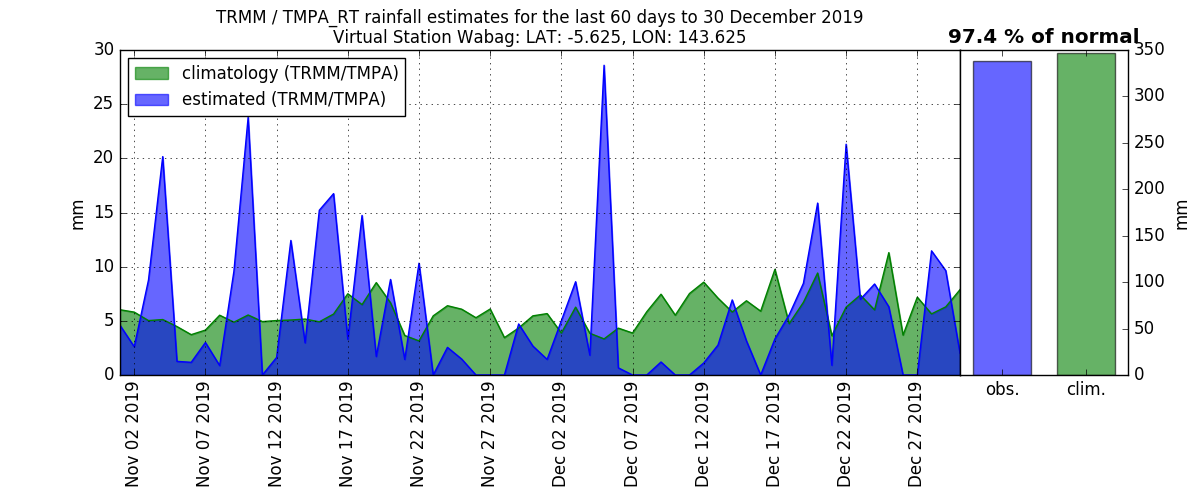 TRMM / TMPA_RT rainfall estimates for the last 60 days to 30 December 2019
Virtual Station Wabag: LAT: -5.625, LON: 143.625
97.4 % of normal
climatology (TRMM/TMPA)
estimated (TRMM/TMPA)
30
25
20
15
10
5
0
mm
350
300
250
200
150
100
50
0
mm
Nov 02 2019
Nov 07 2019
Nov 12 2019
Nov 17 2019
Nov 22 2019
Nov 27 2019
Dec 02 2019
Dec 07 2019
Dec 12 2019
Dec 17 2019
Dec 22 2019
Dec 27 2019
obs.
clim.